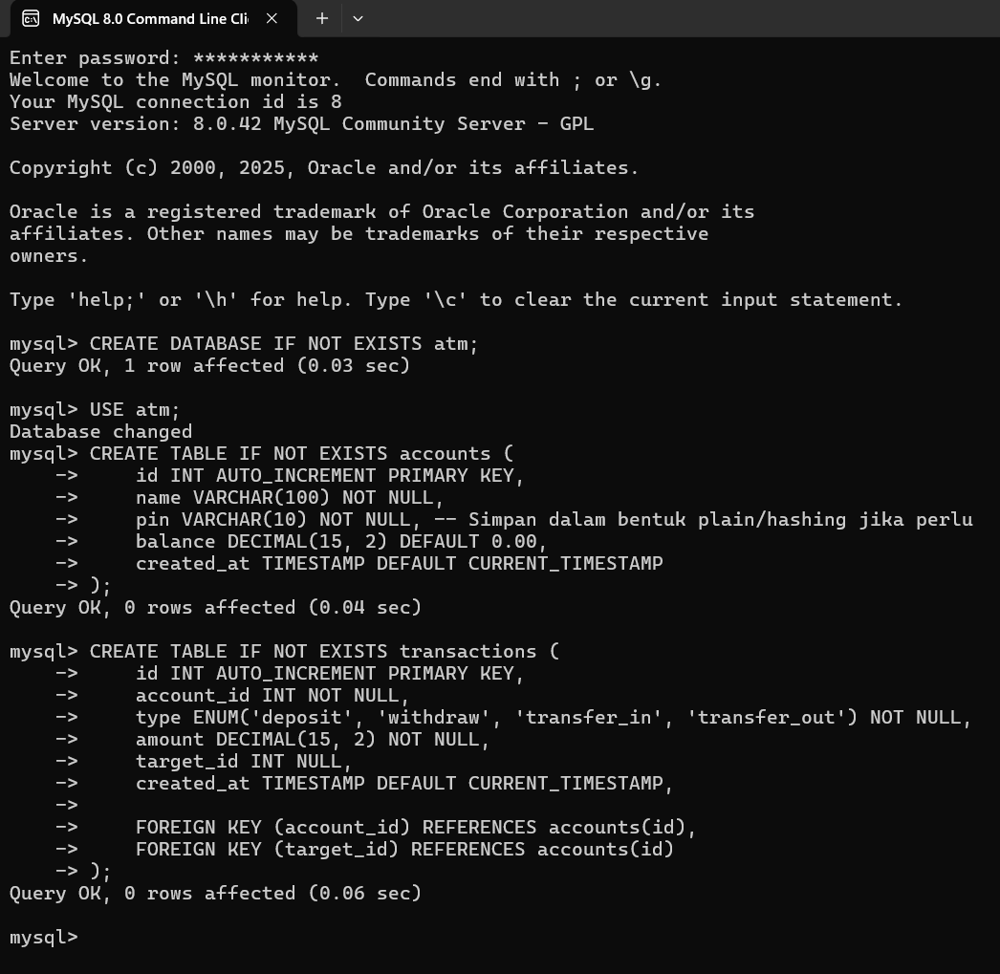 MySQL 8.0 Command Line Cli
Enter password: ***********
Welcome to the MySQL monitor.  Commands end with ; or \g.
Your MySQL connection id is 8
Server version: 8.0.42 MySQL Community Server - GPL

Copyright (c) 2000, 2025, Oracle and/or its affiliates.

Oracle is a registered trademark of Oracle Corporation and/or its
affiliates. Other names may be trademarks of their respective
owners.

Type 'help;' or '\h' for help. Type '\c' to clear the current input statement.

mysql> CREATE DATABASE IF NOT EXISTS atm;
Query OK, 1 row affected (0.03 sec)

mysql> USE atm;
Database changed
mysql> CREATE TABLE IF NOT EXISTS accounts (
    ->     id INT AUTO_INCREMENT PRIMARY KEY,
    ->     name VARCHAR(100) NOT NULL,
    ->     pin VARCHAR(10) NOT NULL, -- Simpan dalam bentuk plain/hashing jika perlu
    ->     balance DECIMAL(15, 2) DEFAULT 0.00,
    ->     created_at TIMESTAMP DEFAULT CURRENT_TIMESTAMP
    -> );
Query OK, 0 rows affected (0.04 sec)

mysql> CREATE TABLE IF NOT EXISTS transactions (
    ->     id INT AUTO_INCREMENT PRIMARY KEY,
    ->     account_id INT NOT NULL,
    ->     type ENUM('deposit', 'withdraw', 'transfer_in', 'transfer_out') NOT NULL,
    ->     amount DECIMAL(15, 2) NOT NULL,
    ->     target_id INT NULL,
    ->     created_at TIMESTAMP DEFAULT CURRENT_TIMESTAMP,
    ->
    ->     FOREIGN KEY (account_id) REFERENCES accounts(id),
    ->     FOREIGN KEY (target_id) REFERENCES accounts(id)
    -> );
Query OK, 0 rows affected (0.06 sec)

mysql>